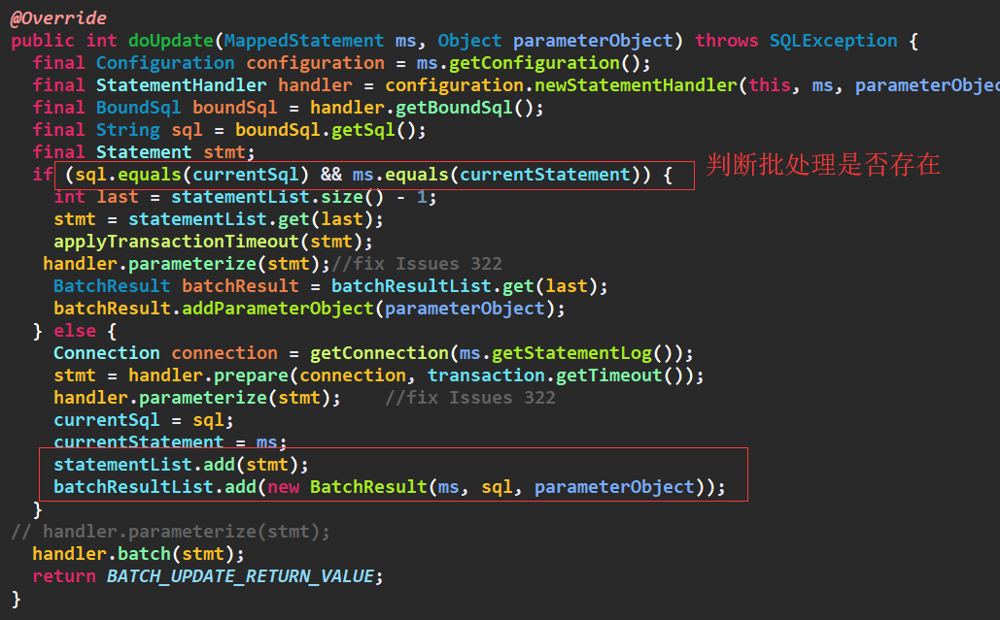 @Override
public int doUpdate(MappedStatement ms, Object parameterObject) throws SQLException {
final Configuration configuration = ms.getConfiguration();
final StatementHandler handler = configuration.newStatementHandler(this, ms, parameterObjec
final BoundSql boundSql = handler.getBoundSql();
final String sql = boundSql.getSql();
final Statement stmt;
if (sql.equals(currentSql) && ms.equals(currentStatement)) { 判断批处理是否存在
int last = statementList.size() - 1;
stmt = statementList.get(last);
applyTransactionTimeout(stmt);
handler.parameterize(stmt);//fix Issues 322
BatchResult batchResult = batchResultList.get(last);
batchResult.addParameterObject(parameterObject);
} else {
Connection connection = getConnection(ms.getStatementLog());
stmt = handler.prepare(connection, transaction.getTimeout());
handler.parameterize(stmt);    //fix Issues 322
currentSql = sql;
currentStatement = ms;
statementList.add(stmt);
batchResultList.add(new BatchResult(ms, sql, parameterObject));
}
// handler.parameterize(stmt);
handler.batch(stmt);
return BATCH_UPDATE_RETURN_VALUE;
}